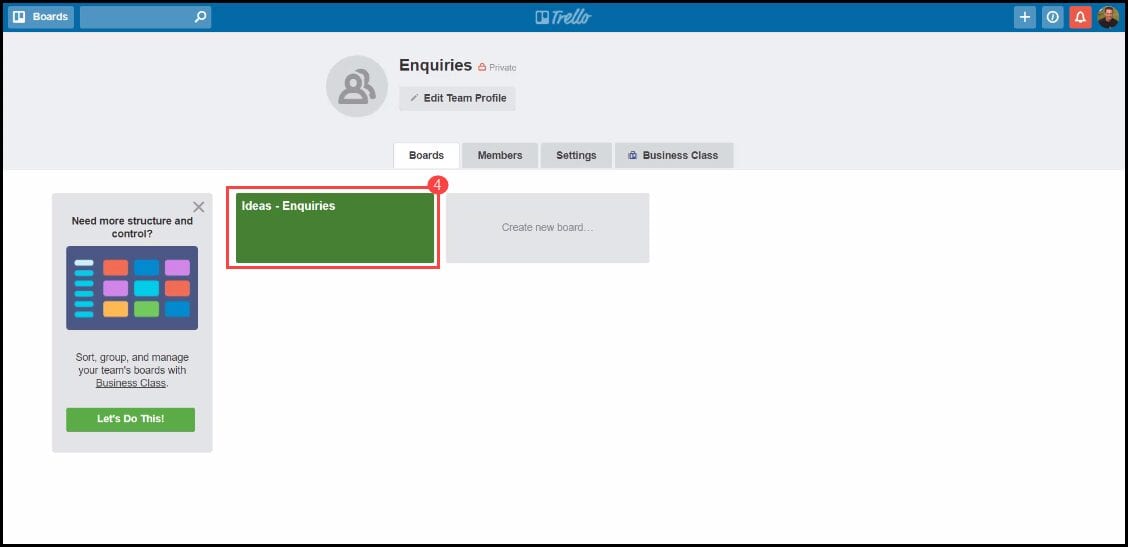 Boards
Trello
Enquiries Private
Edit Team Profile
Boards Members Settings Business Class
4
Need more structure and
control?
Sort, group, and manage
your team's boards with
Business Class.
Let's Do This!
Ideas - Enquiries
Create new board…